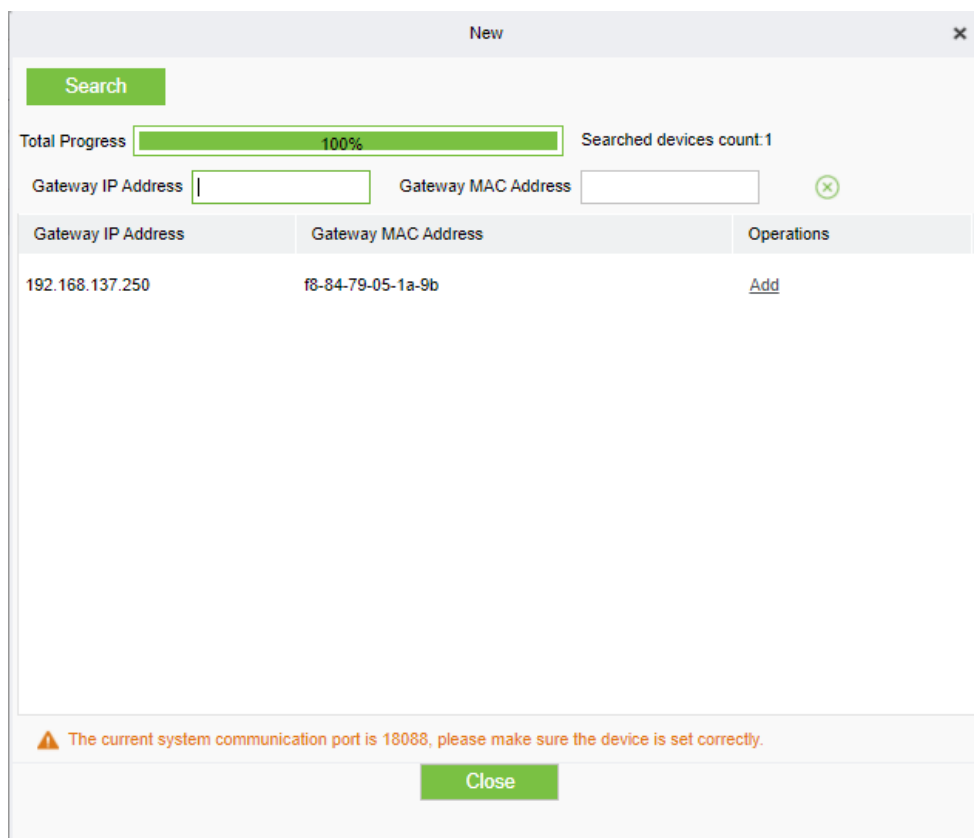 New
Search
Total Progress 100% Searched devices count:1
Gateway IP Address Gateway MAC Address
Gateway IP Address Gateway MAC Address Operations
192.168.137.250 f8-84-79-05-1a-9b Add
The current system communication port is 18088, please make sure the device is set correctly.
Close